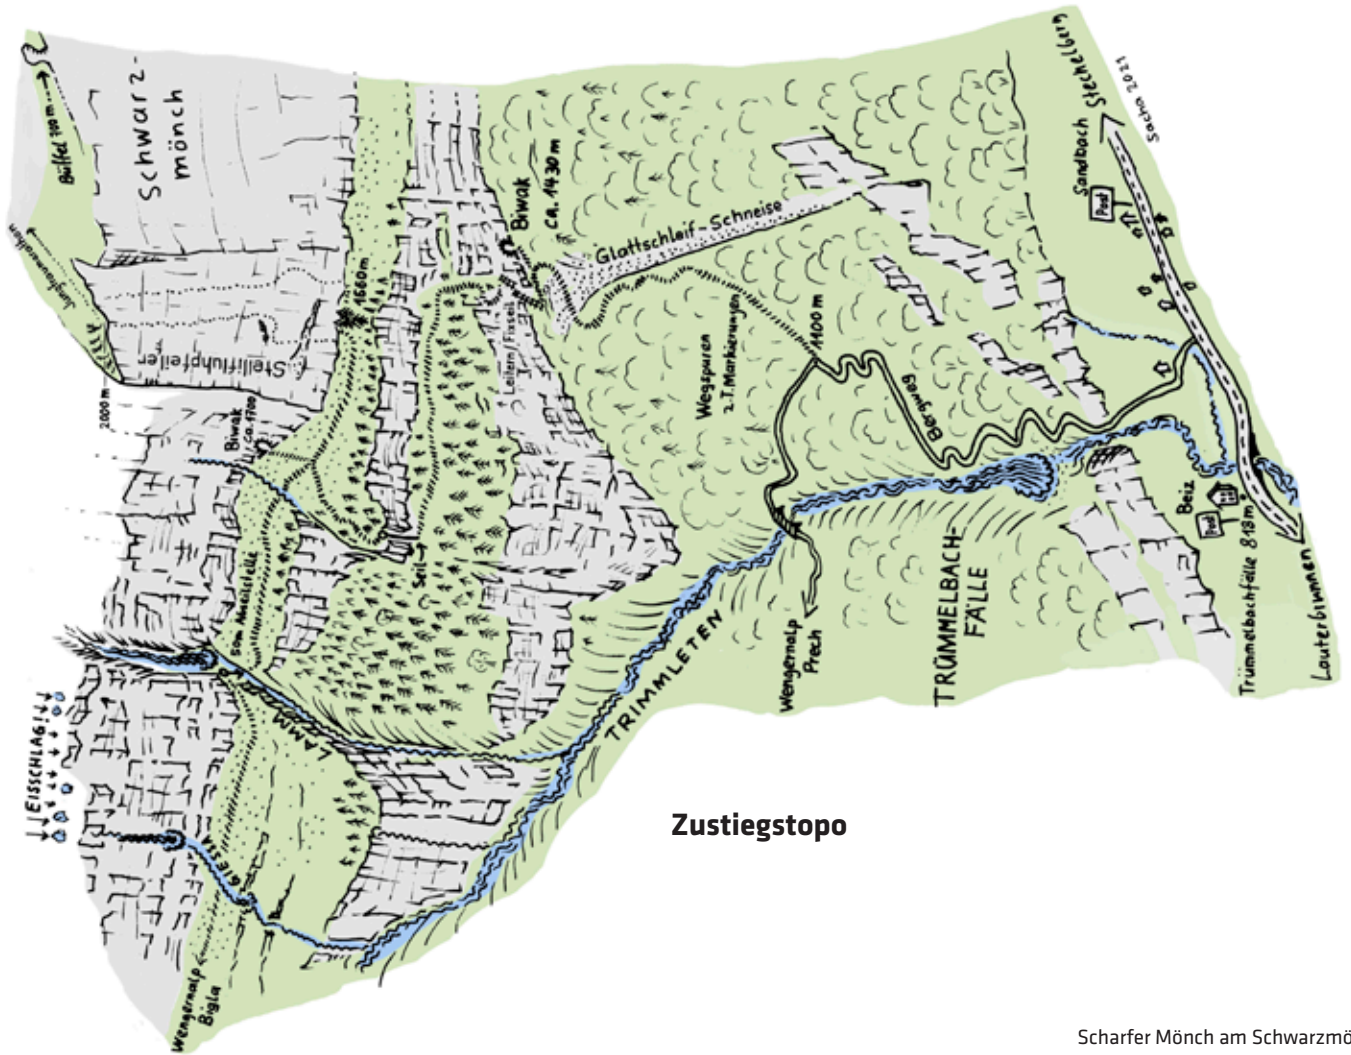 Schwarz-
mönch
Büffel 700 m
Stellifluhpfeiler
2000 m
1660 m
Biwak
ca. 1430 m
Glattschleif-Schneise
Leitern/Fixseil
Wegspuren
z.T. Markierungen
1100 m
Bergweg
Sandbach Stechelberg
Sacha 2021
Post
Biwak
ca. 1700
Seil
LAMM
GIESSI
EISSCHLAG!
Wengernalp
Bigla
TRIMMLETEN
Wengernalp
Prech
TRÜMMELBACH-
FÄLLE
Beiz
Post
Trümmelbachfälle 818 m
Lauterbrunnen
Zustiegstopo
Scharfer Mönch am Schwarzmö